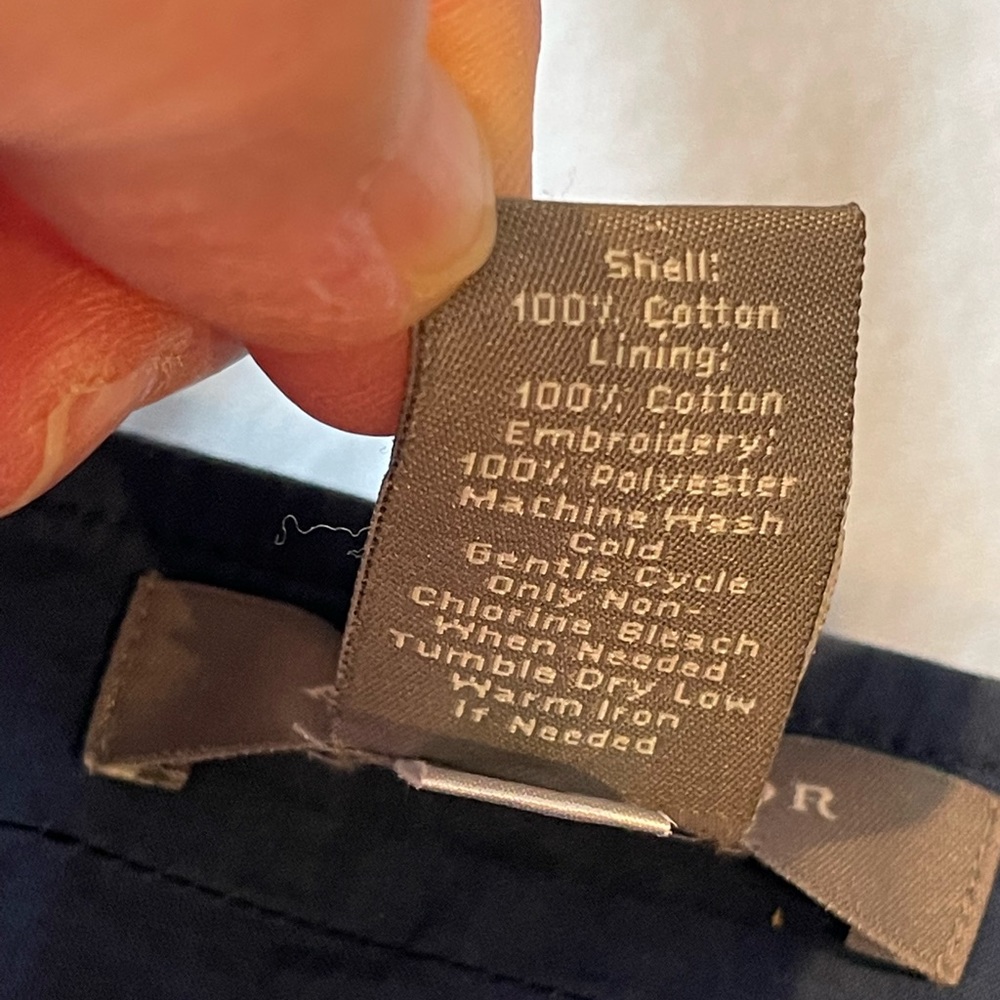 Shell:
100% Cotton
Lining:
100% Cotton
Embroidery:
100% Polyester
Machine Wash
Cold
Gentle Cycle
Only Non-
Chlorine Bleach
When Needed
Tumble Dry Low
Warm Iron
If Needed